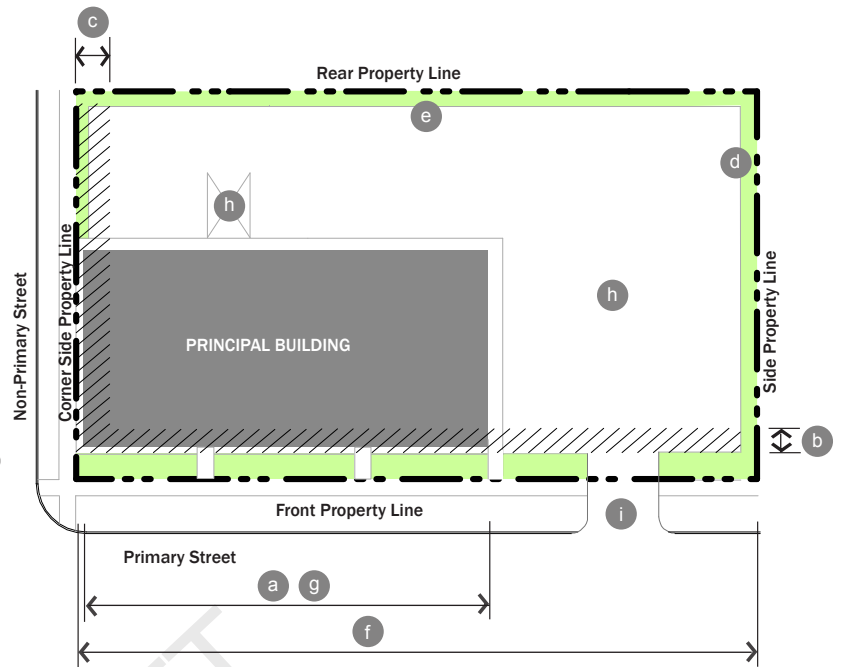 c
Rear Property Line
e
d
h
Non-Primary Street
Corner Side Property Line
h
Side Property Line
PRINCIPAL BUILDING
b
Front Property Line
i
Primary Street
a g
f